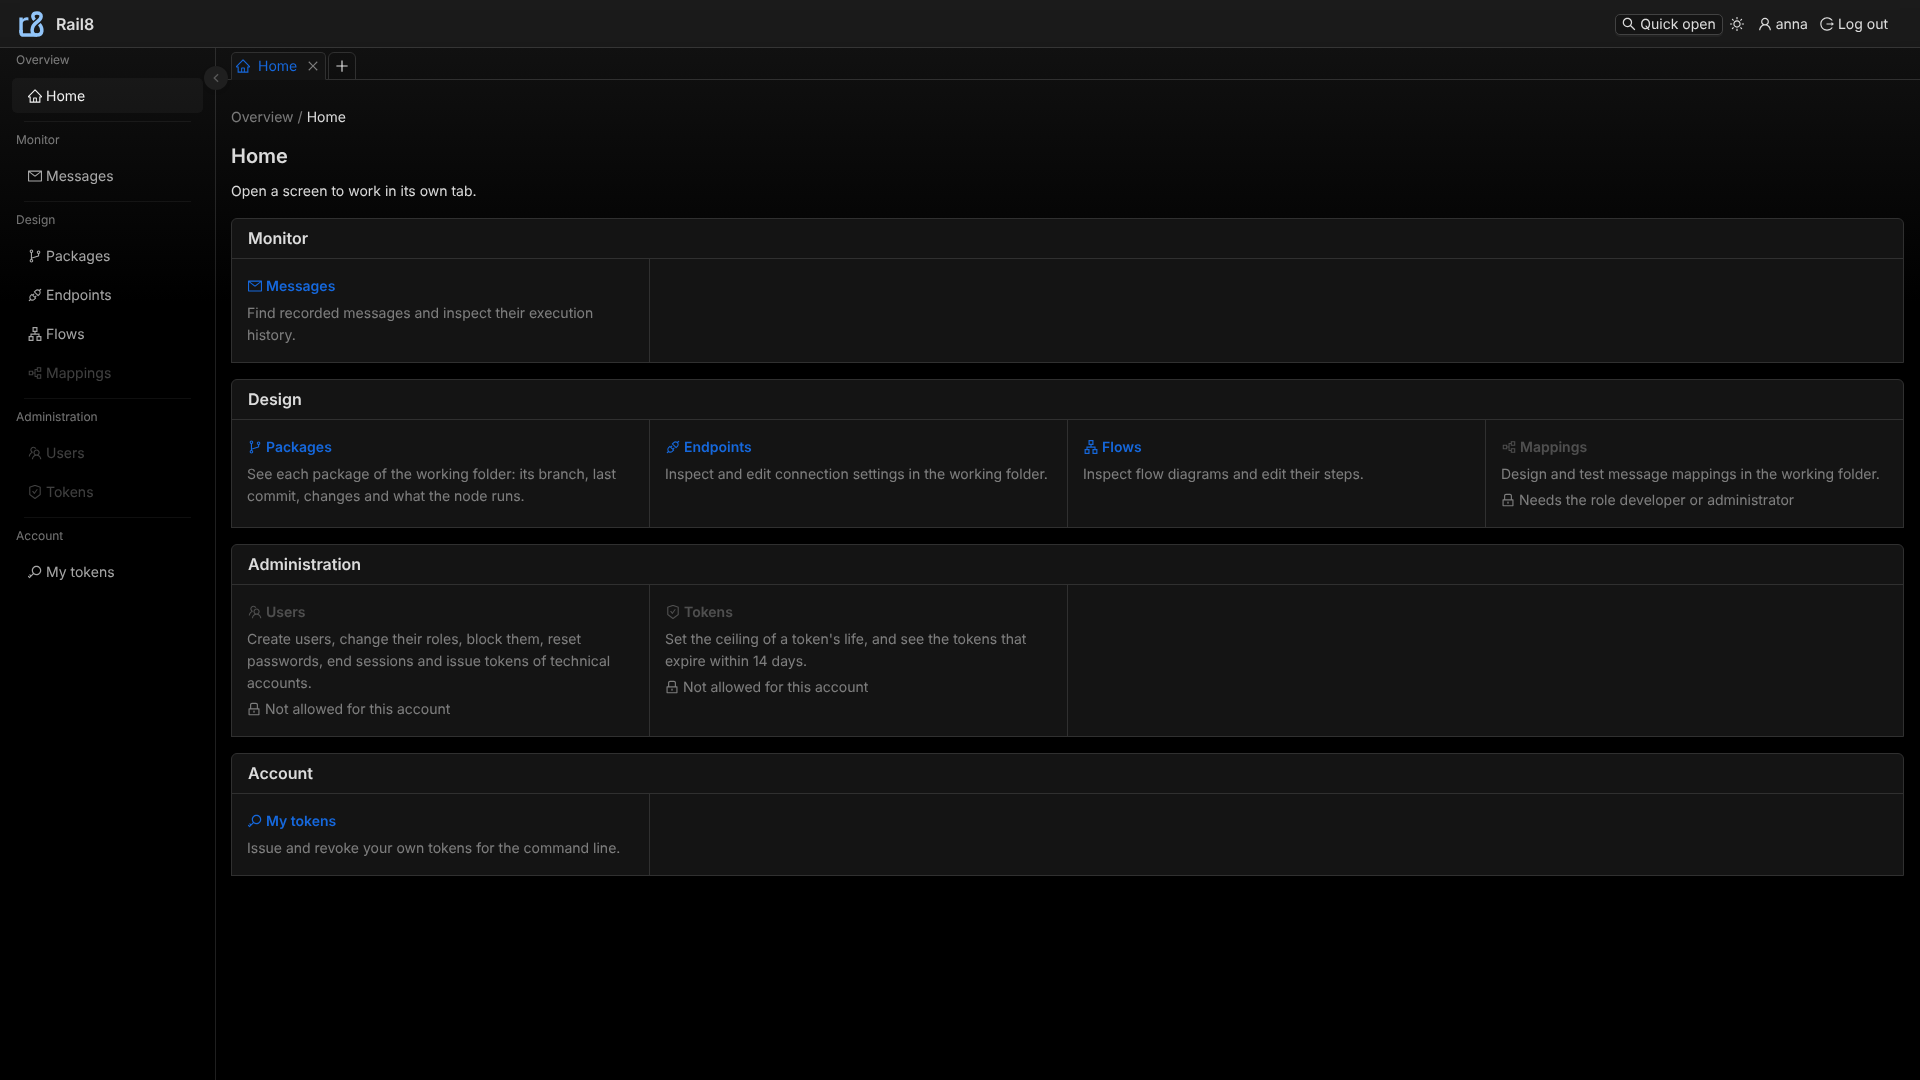 Rail8
Quick open
anna
Log out
Overview
Home
Monitor
Messages
Design
Packages
Endpoints
Flows
Mappings
Administration
Users
Tokens
Account
My tokens
Home
Overview / Home
Home
Open a screen to work in its own tab.
Monitor
Messages
Find recorded messages and inspect their execution
history.
Design
Packages
See each package of the working folder: its branch, last
commit, changes and what the node runs.
Endpoints
Inspect and edit connection settings in the working folder.
Flows
Inspect flow diagrams and edit their steps.
Mappings
Design and test message mappings in the working folder.
Needs the role developer or administrator
Administration
Users
Create users, change their roles, block them, reset
passwords, end sessions and issue tokens of technical
accounts.
Not allowed for this account
Tokens
Set the ceiling of a token's life, and see the tokens that
expire within 14 days.
Not allowed for this account
Account
My tokens
Issue and revoke your own tokens for the command line.